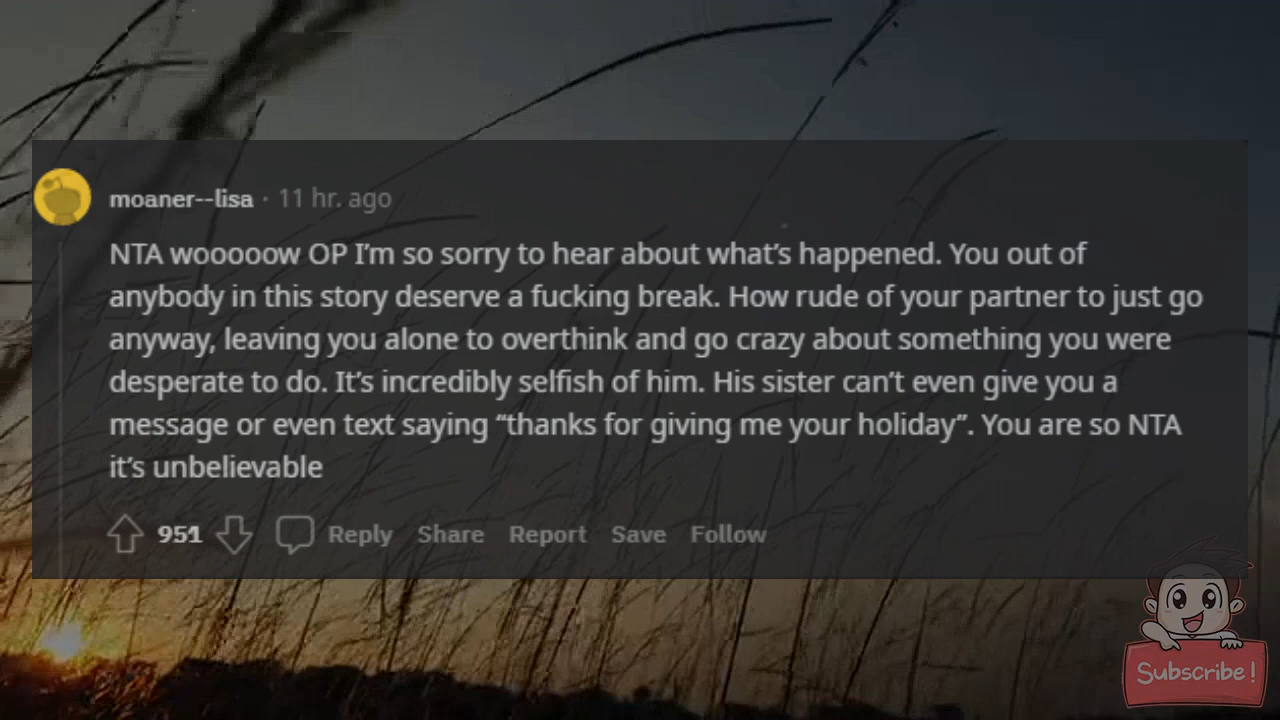 moaner--lisa · 11 hr. ago
NTA wooooow OP I’m so sorry to hear about what’s happened. You out of
anybody in this story deserve a fucking break. How rude of your partner to just go
anyway, leaving you alone to overthink and go crazy about something you were
desperate to do. It’s incredibly selfish of him. His sister can’t even give you a
message or even text saying “thanks for giving me your holiday”. You are so NTA
it’s unbelievable
951 Reply Share Report Save Follow
Subscribe!